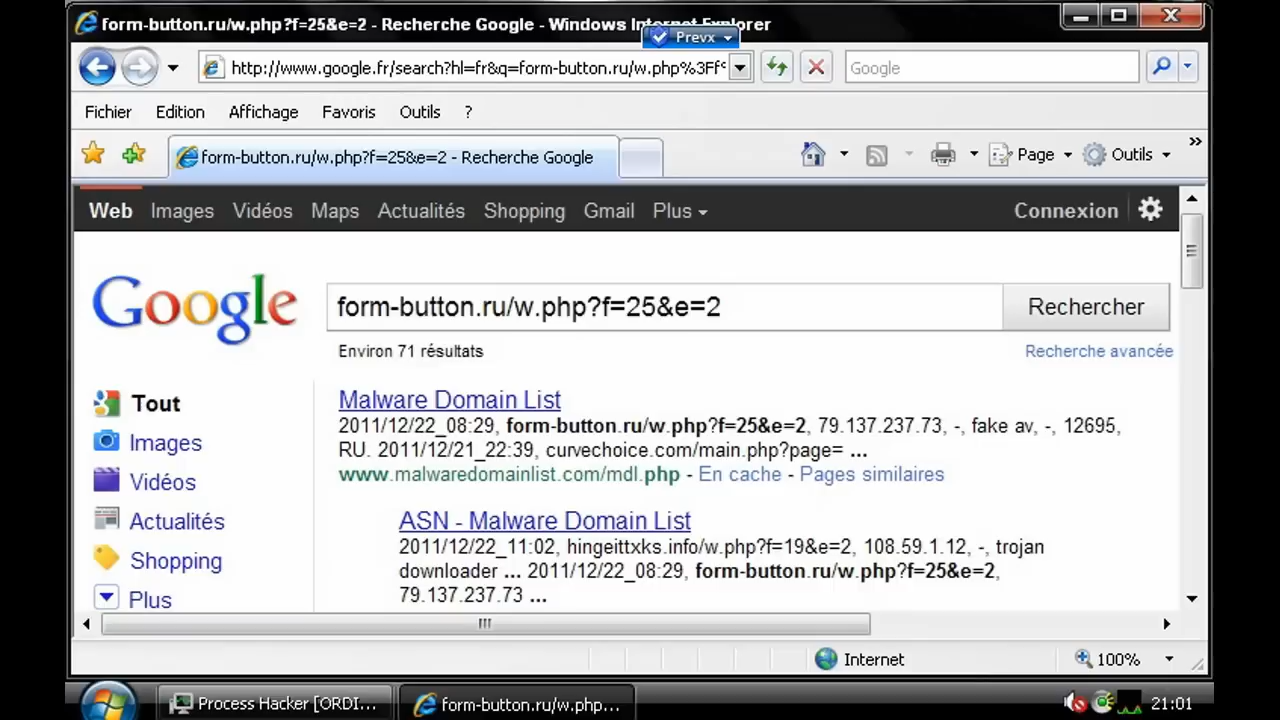 form-button.ru/w.php?f=25&e=2 - Recherche Google - Windows Internet Explorer
Prevx
http://www.google.fr/search?hl=fr&q=form-button.ru/w.php%3Ff
Google
Fichier Edition Affichage Favoris Outils ?
form-button.ru/w.php?f=25&e=2 - Recherche Google
Page Outils »
Web Images Vidéos Maps Actualités Shopping Gmail Plus Connexion
Google
form-button.ru/w.php?f=25&e=2 Rechercher
Environ 71 résultats Recherche avancée
Tout
Images
Vidéos
Actualités
Shopping
Plus
Malware Domain List
2011/12/22_08:29, form-button.ru/w.php?f=25&e=2, 79.137.237.73, -, fake av, -, 12695,
RU. 2011/12/21_22:39, curvechoice.com/main.php?page= ...
www.malwaredomainlist.com/mdl.php - En cache - Pages similaires
ASN - Malware Domain List
2011/12/22_11:02, hingeittxks.info/w.php?f=19&e=2, 108.59.1.12, -, trojan
downloader ... 2011/12/22_08:29, form-button.ru/w.php?f=25&e=2,
79.137.237.73 ...
Internet 100%
Process Hacker [ORDI... form-button.ru/w.php... 21:01